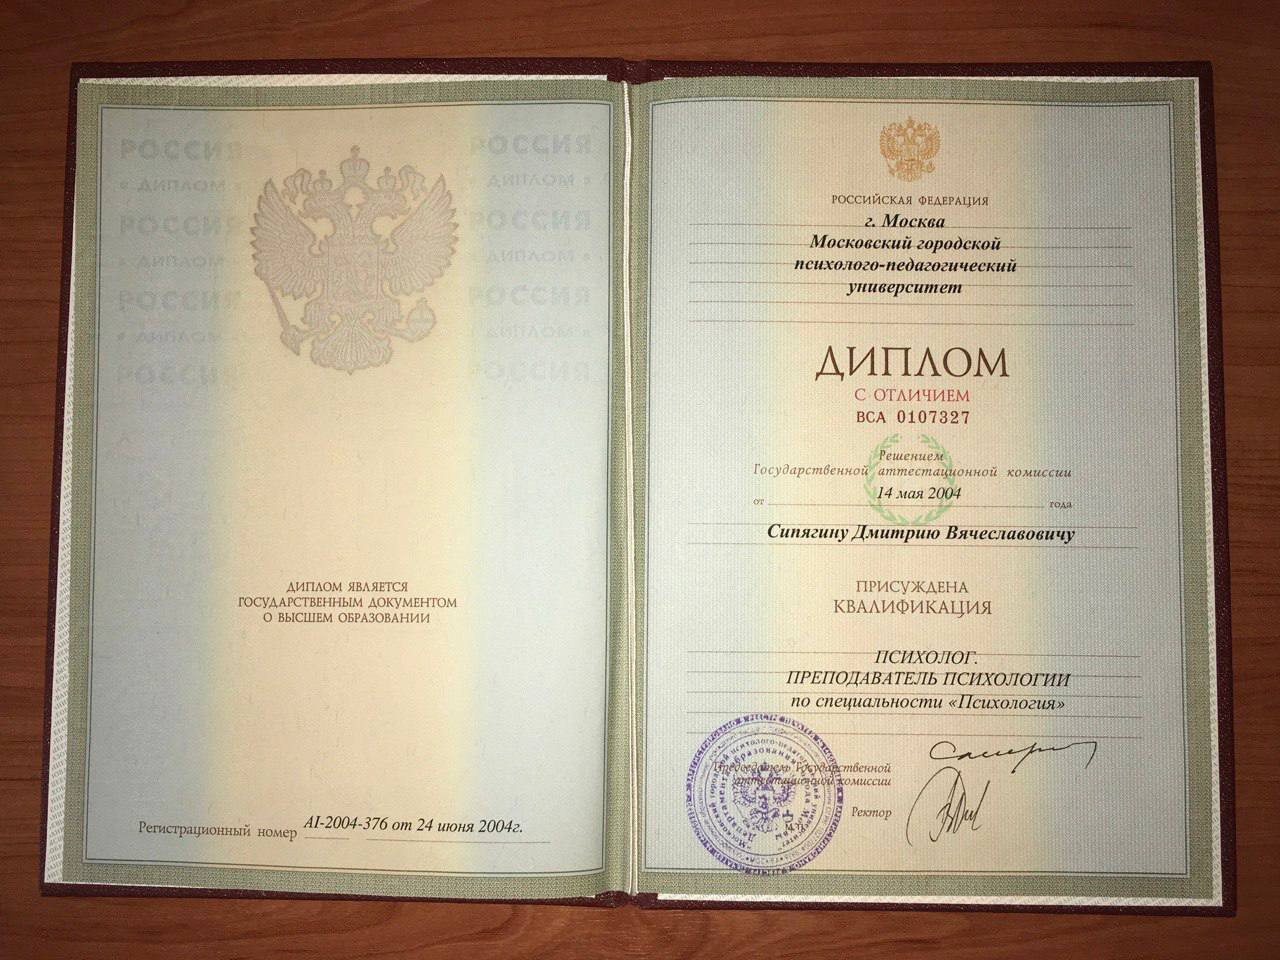 РОССИЯ РОССИЯ
• ДИПЛОМ • • ДИПЛОМ •
РОССИЯ РОССИЯ
• ДИПЛОМ • • ДИПЛОМ •
РОССИЯ РОССИЯ
• ДИПЛОМ • • ДИПЛОМ •
РОССИЯ РОССИЯ
ДИПЛОМ ЯВЛЯЕТСЯ
ГОСУДАРСТВЕННЫМ ДОКУМЕНТОМ
О ВЫСШЕМ ОБРАЗОВАНИИ
Регистрационный номер AI-2004-376 от 24 июня 2004г.
РОССИЙСКАЯ ФЕДЕРАЦИЯ
г. Москва
Московский городской
психолого-педагогический
университет
ДИПЛОМ
С ОТЛИЧИЕМ
ВСА 0107327
Решением
Государственной аттестационной комиссии
от 14 мая 2004 года
Сипягину Дмитрию Вячеславовичу
ПРИСУЖДЕНА
КВАЛИФИКАЦИЯ
ПСИХОЛОГ.
ПРЕПОДАВАТЕЛЬ ПСИХОЛОГИИ
по специальности «Психология»
Председатель Государственной
аттестационной комиссии
Ректор